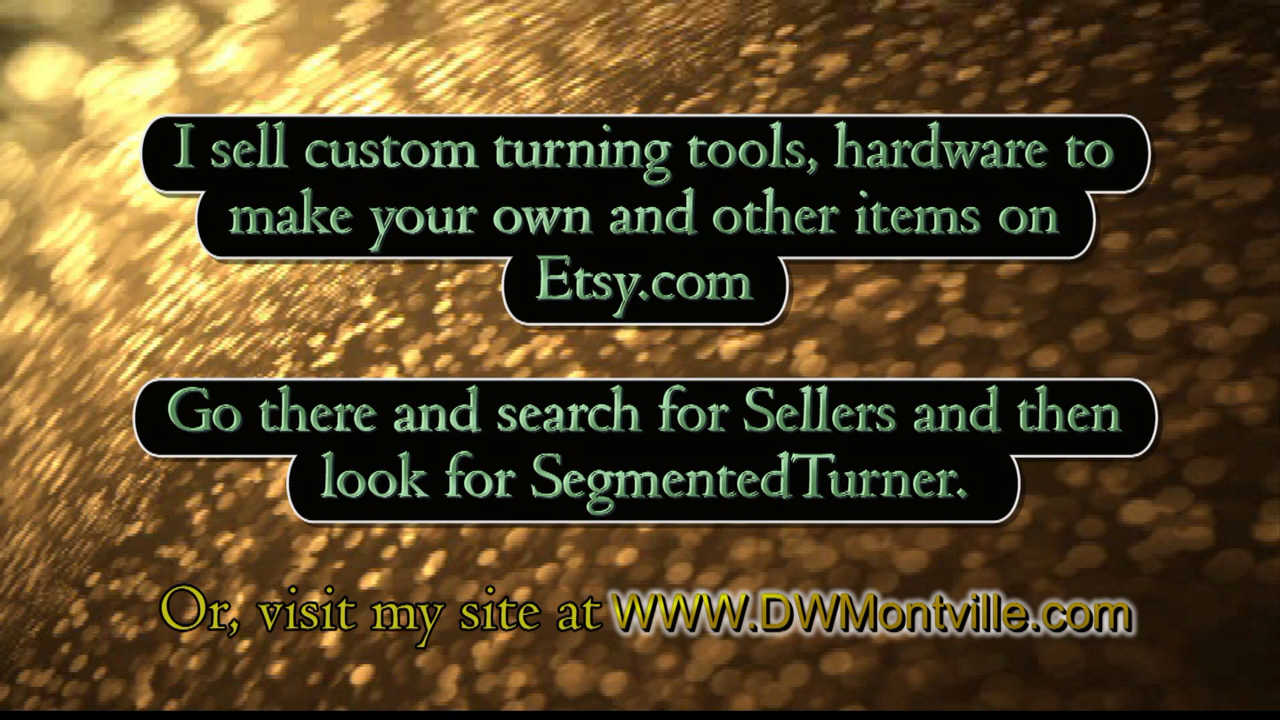 I sell custom turning tools, hardware to
make your own and other items on
Etsy.com
Go there and search for Sellers and then
look for SegmentedTurner.
Or, visit my site at WWW.DWMontville.com